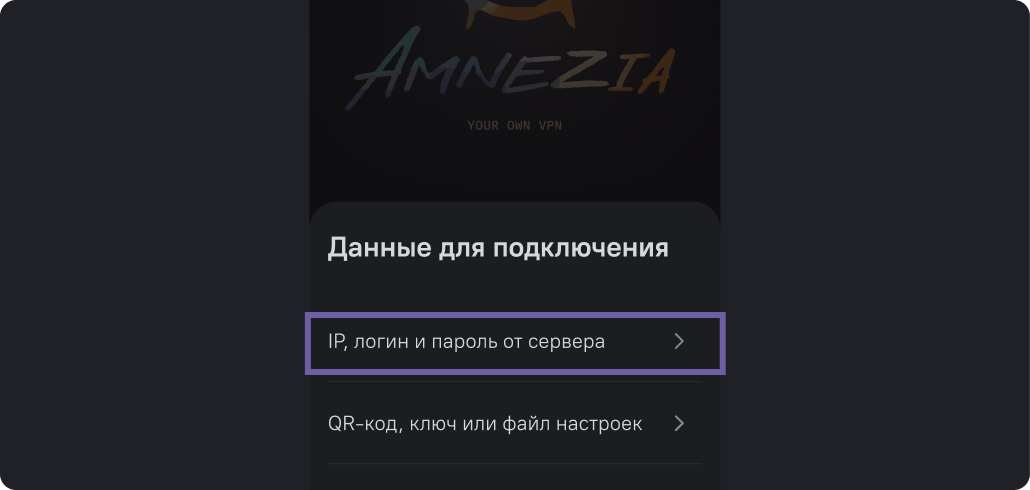 AMNEZIA
YOUR OWN VPN
Данные для подключения
IP, логин и пароль от сервера
QR-код, ключ или файл настроек